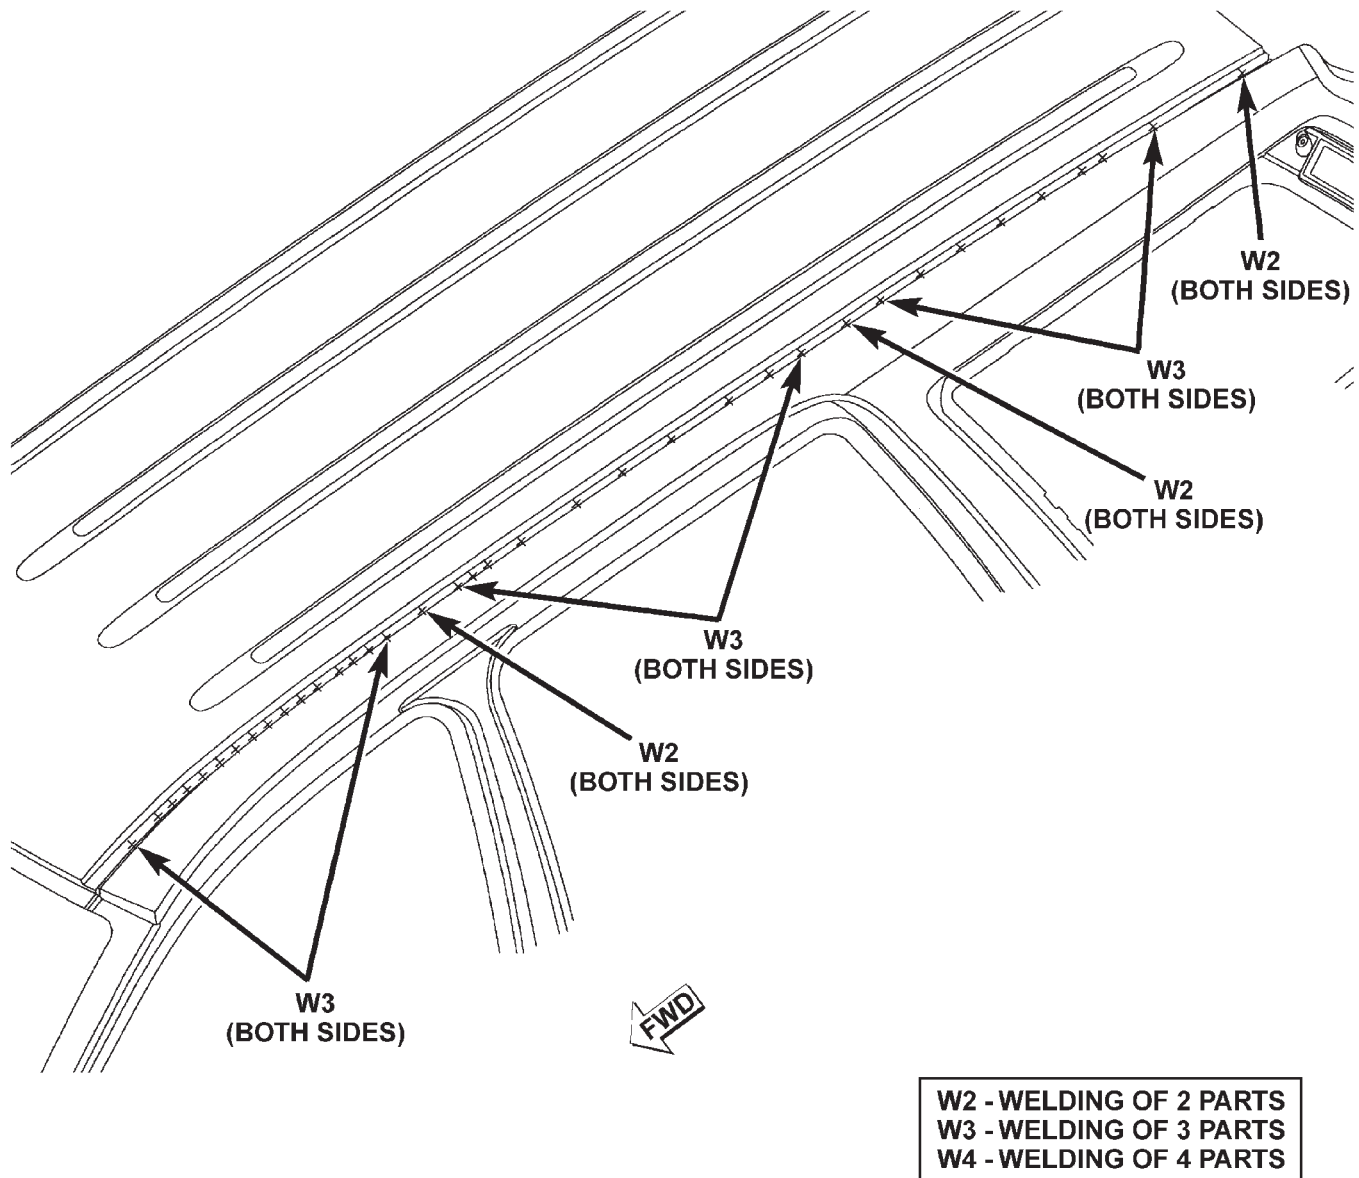 W2
(BOTH SIDES)
W3
(BOTH SIDES)
W2
(BOTH SIDES)
W3
(BOTH SIDES)
W2
(BOTH SIDES)
W3
(BOTH SIDES)
FWD
W2 - WELDING OF 2 PARTS
W3 - WELDING OF 3 PARTS
W4 - WELDING OF 4 PARTS